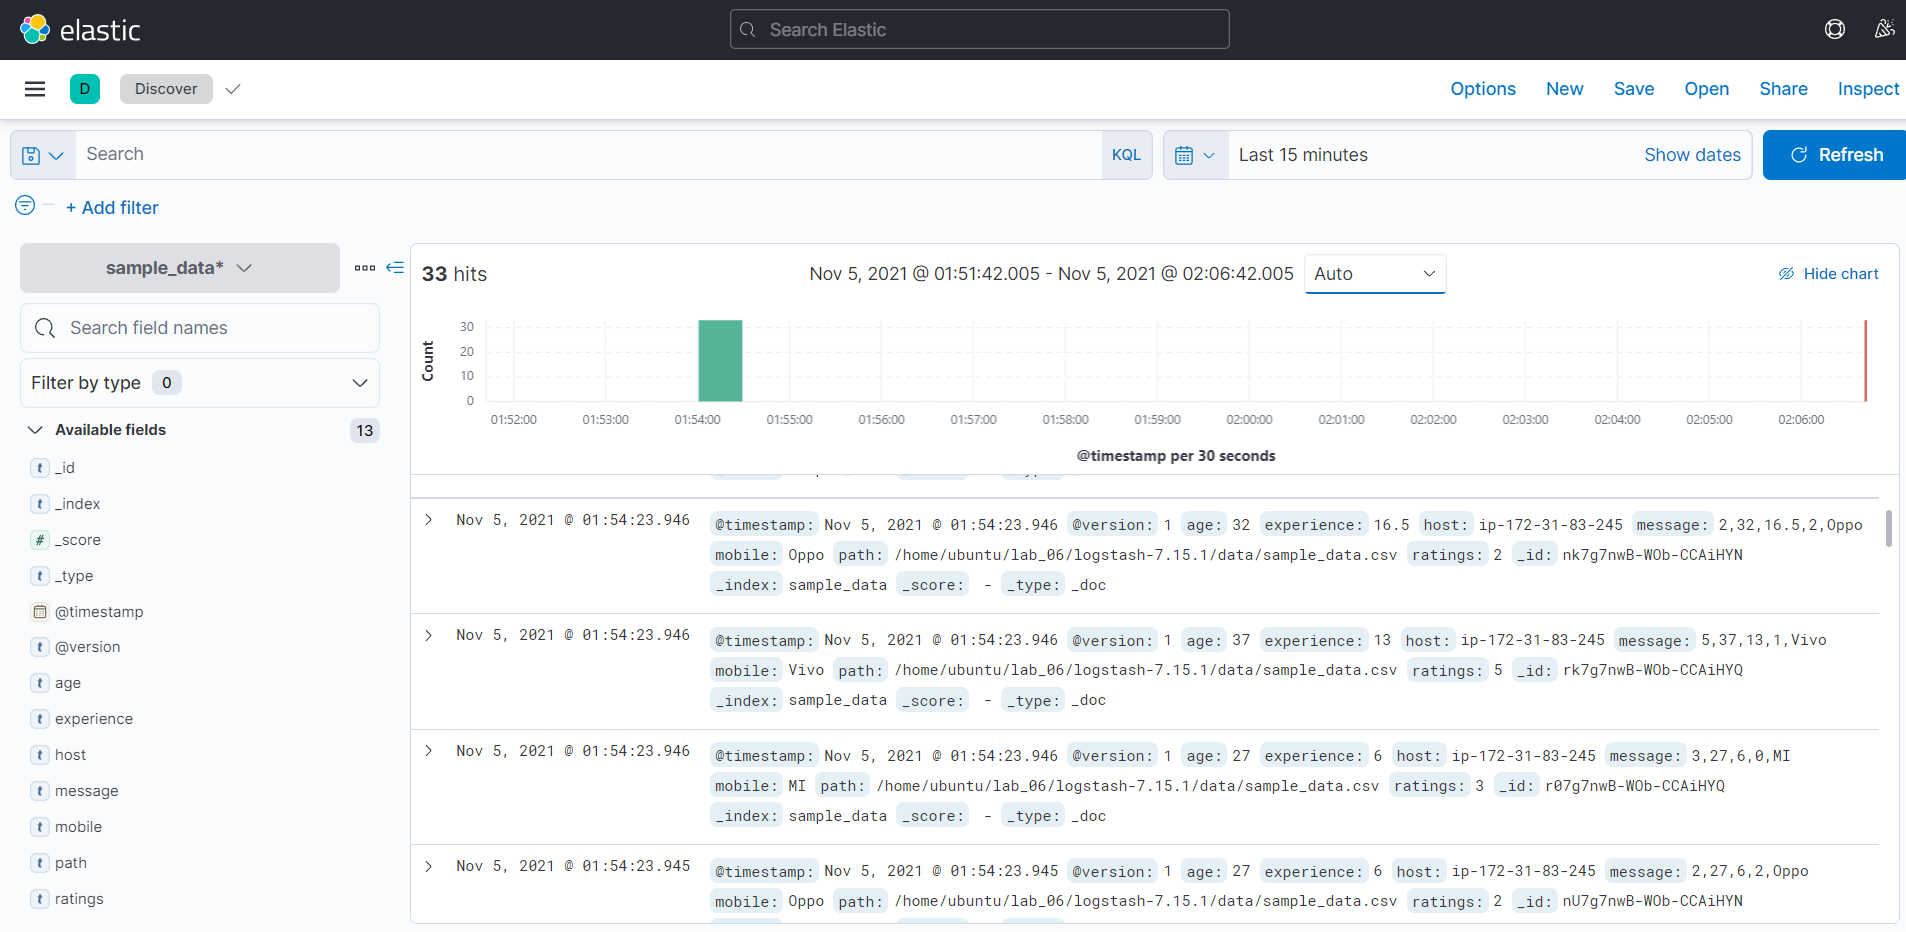 elastic
Search Elastic
D
Discover
Options
New
Save
Open
Share
Inspect
Search
KQL
Last 15 minutes
Show dates
Refresh
+ Add filter
sample_data*
33 hits
Nov 5, 2021 @ 01:51:42.005 - Nov 5, 2021 @ 02:06:42.005
Auto
Hide chart
Search field names
Filter by type 0
Available fields
13
t _id
t _index
# _score
t _type
@timestamp
t @version
t age
t experience
t host
t message
t mobile
t path
t ratings
Count
30
20
10
0
01:52:00
01:53:00
01:54:00
01:55:00
01:56:00
01:57:00
01:58:00
01:59:00
02:00:00
02:01:00
02:02:00
02:03:00
02:04:00
02:05:00
02:06:00
@timestamp per 30 seconds
Nov 5, 2021 @ 01:54:23.946
@timestamp: Nov 5, 2021 @ 01:54:23.946 @version: 1 age: 32 experience: 16.5 host: ip-172-31-83-245 message: 2,32,16.5,2,Oppo
mobile: Oppo path: /home/ubuntu/lab_06/logstash-7.15.1/data/sample_data.csv ratings: 2 _id: nk7g7nwB-WOb-CCAiHYN
_index: sample_data _score: - _type: _doc
Nov 5, 2021 @ 01:54:23.946
@timestamp: Nov 5, 2021 @ 01:54:23.946 @version: 1 age: 37 experience: 13 host: ip-172-31-83-245 message: 5,37,13,1,Vivo
mobile: Vivo path: /home/ubuntu/lab_06/logstash-7.15.1/data/sample_data.csv ratings: 5 _id: rk7g7nwB-WOb-CCAiHYQ
_index: sample_data _score: - _type: _doc
Nov 5, 2021 @ 01:54:23.946
@timestamp: Nov 5, 2021 @ 01:54:23.946 @version: 1 age: 27 experience: 6 host: ip-172-31-83-245 message: 3,27,6,0,MI
mobile: MI path: /home/ubuntu/lab_06/logstash-7.15.1/data/sample_data.csv ratings: 3 _id: r07g7nwB-WOb-CCAiHYQ
_index: sample_data _score: - _type: _doc
Nov 5, 2021 @ 01:54:23.945
@timestamp: Nov 5, 2021 @ 01:54:23.945 @version: 1 age: 27 experience: 6 host: ip-172-31-83-245 message: 2,27,6,2,Oppo
mobile: Oppo path: /home/ubuntu/lab_06/logstash-7.15.1/data/sample_data.csv ratings: 2 _id: nU7g7nwB-WOb-CCAiHYN